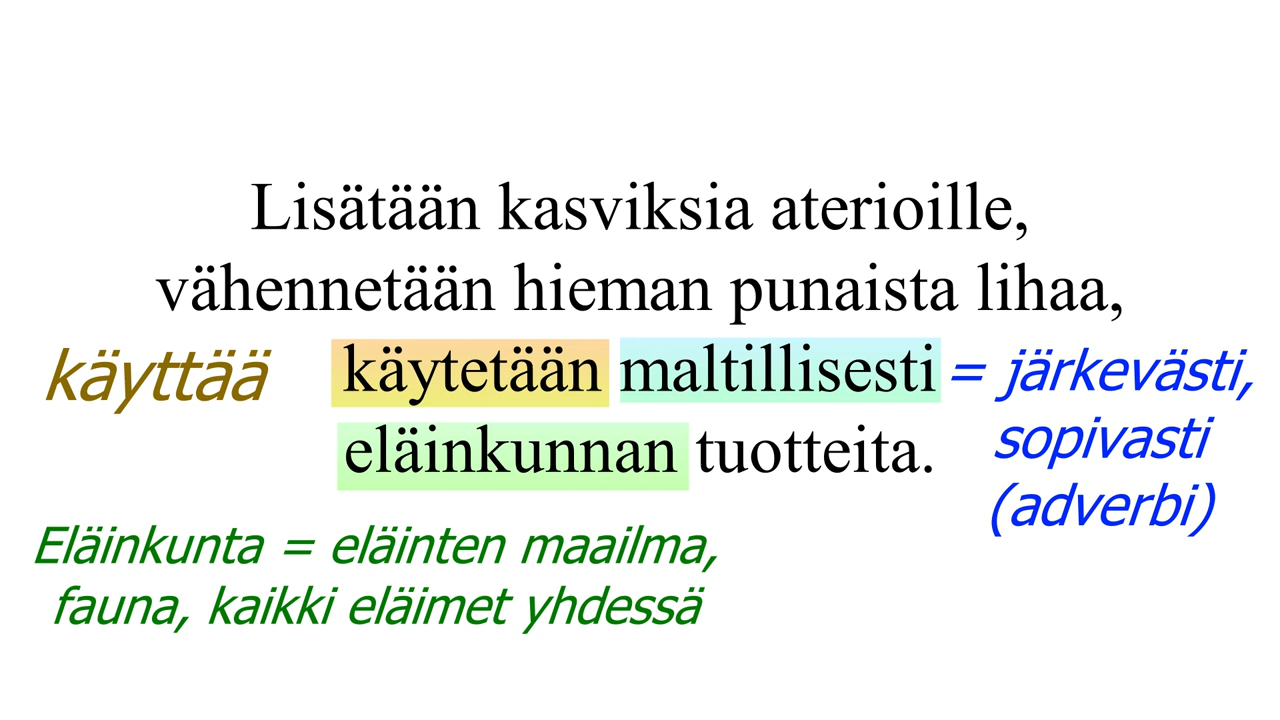 Lisätään kasviksia aterioille,
vähennetään hieman punaista lihaa,
käyttää
käytetään maltillisesti
= järkevästi,
sopivasti
(adverbi)
eläinkunnan tuotteita.
Eläinkunta = eläinten maailma,
fauna, kaikki eläimet yhdessä